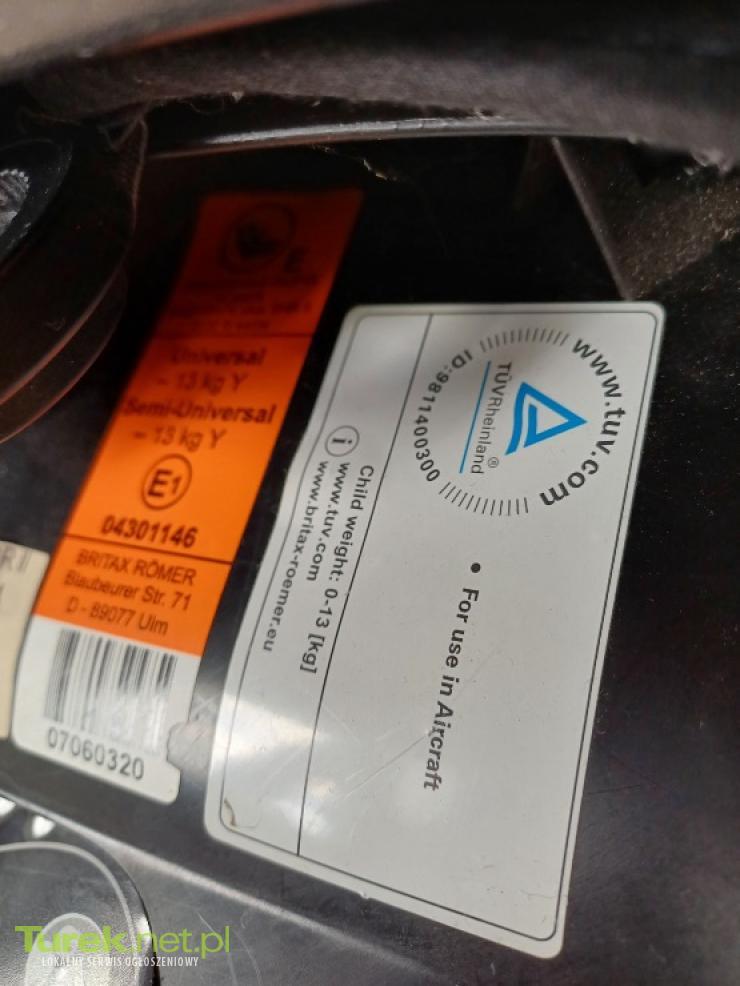 E
Universal
– 13 kg Y
Semi-Universal
– 13 kg Y
E1
04301146
BRITAX RÖMER
Blaubeurer Str. 71
D - 89077 Ulm
07060320
www.tuv.com
TÜVRheinland®
ID:9811400300
• For use in Aircraft
Child weight: 0-13 [kg]
i www.tuv.com
www.britax-roemer.eu
Turek.net.pl
LOKALNY SERWIS OGŁOSZENIOWY